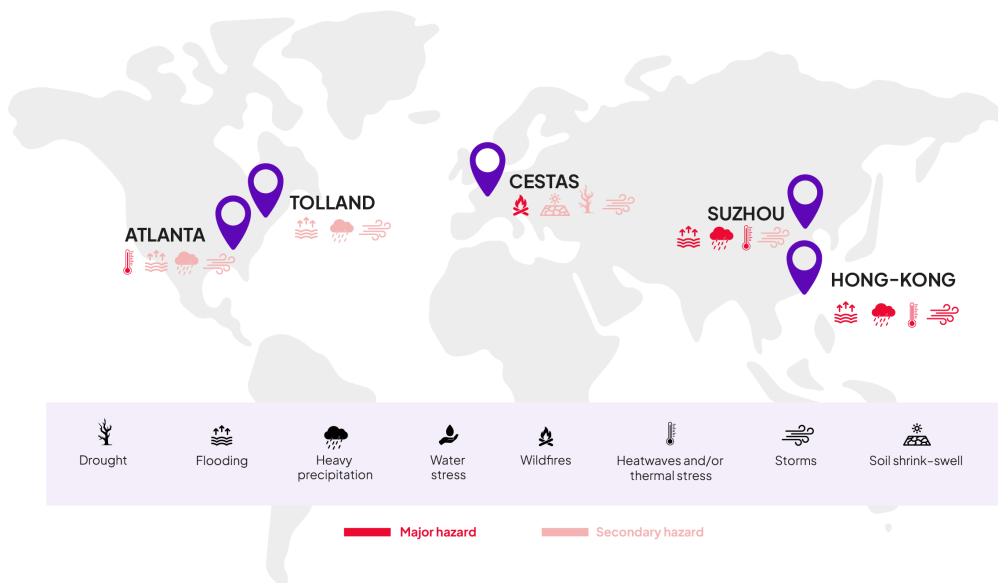 TOLLAND
ATLANTA
CESTAS
SUZHOU
HONG-KONG
Drought
Flooding
Heavy
precipitation
Water
stress
Wildfires
Heatwaves and/or
thermal stress
Storms
Soil shrink-swell
Major hazard
Secondary hazard